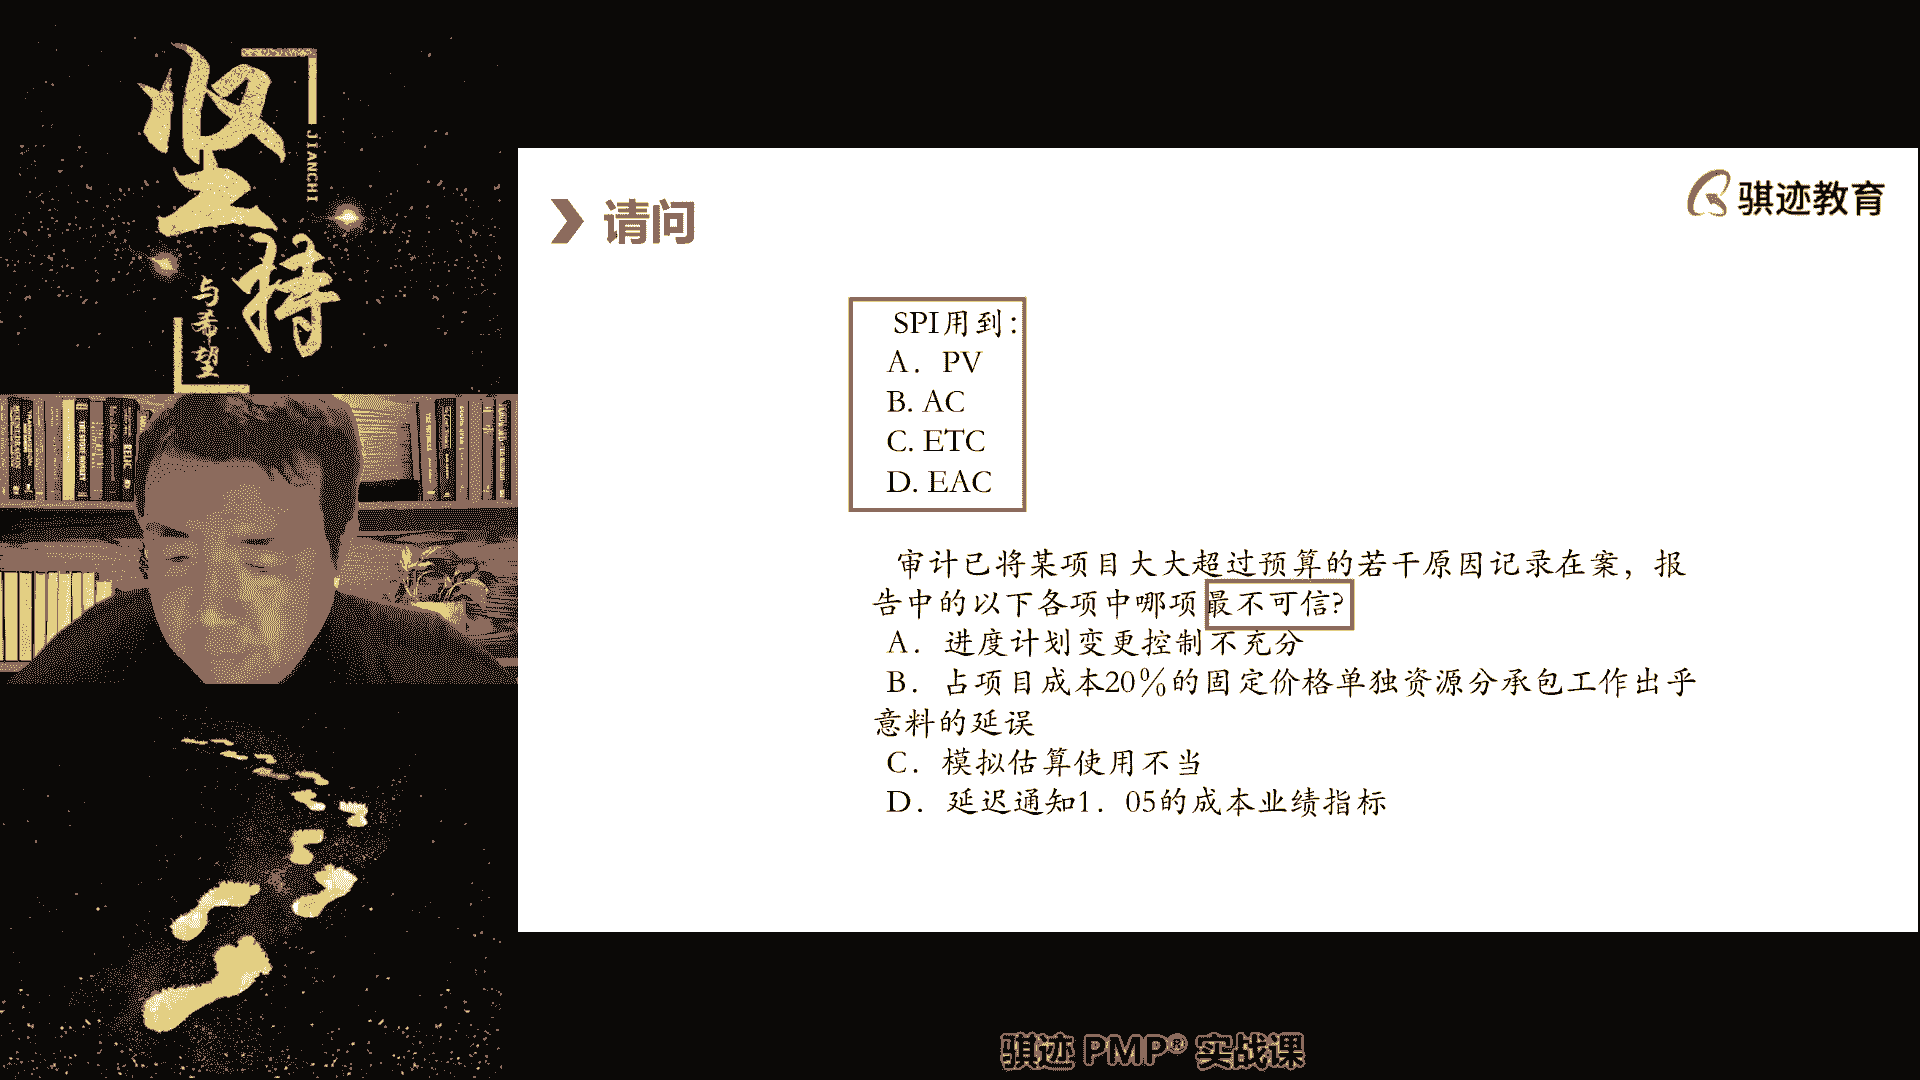 坚
持
JIANCHI
与
希
望
请问
骐迹教育
SPI用到：
A． PV
B. AC
C. ETC
D. EAC
审计已将某项目大大超过预算的若干原因记录在案，报
告中的以下各项中哪项最不可信?
A． 进度计划变更控制不充分
B． 占项目成本20％的固定价格单独资源分承包工作出乎
意料的延误
C． 模拟估算使用不当
D． 延迟通知1．05的成本业绩指标
骐迹 PMP® 实战课